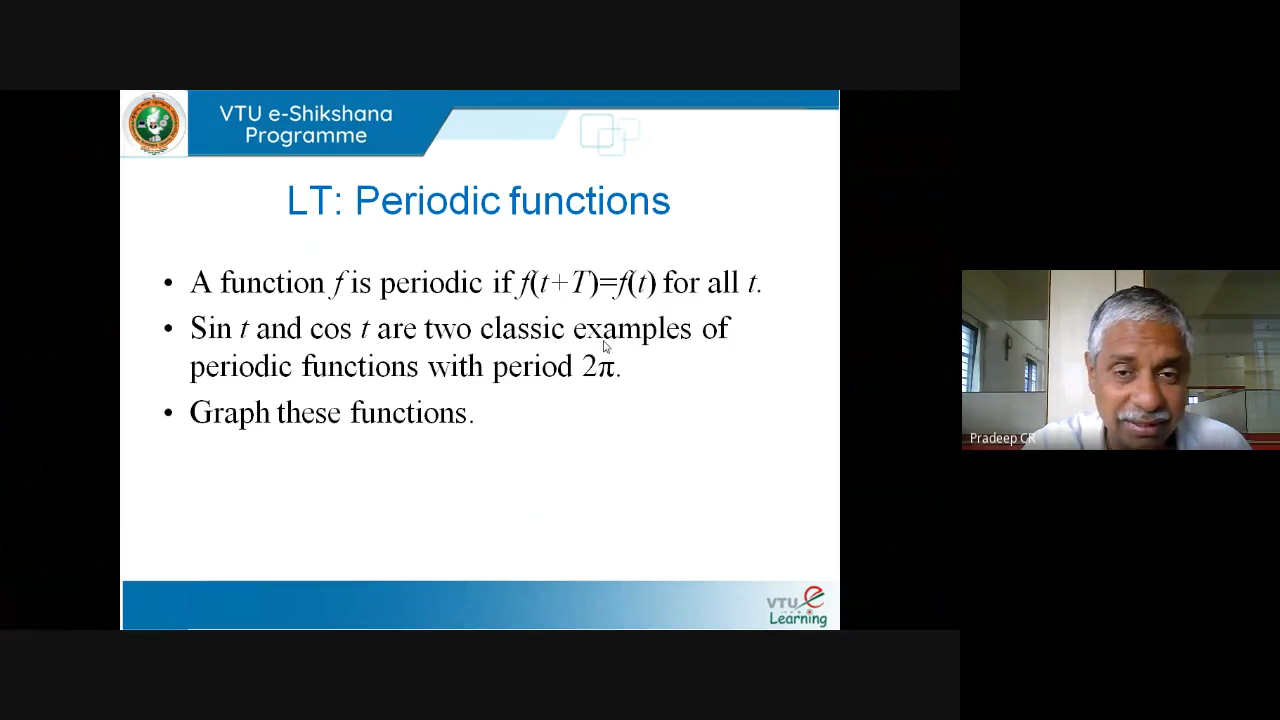 VTU e-Shikshana
Programme
LT: Periodic functions
• A function f is periodic if f(t+T)=f(t) for all t.
• Sin t and cos t are two classic examples of
periodic functions with period 2π.
• Graph these functions.
Pradeep CR
VTU e
Learning